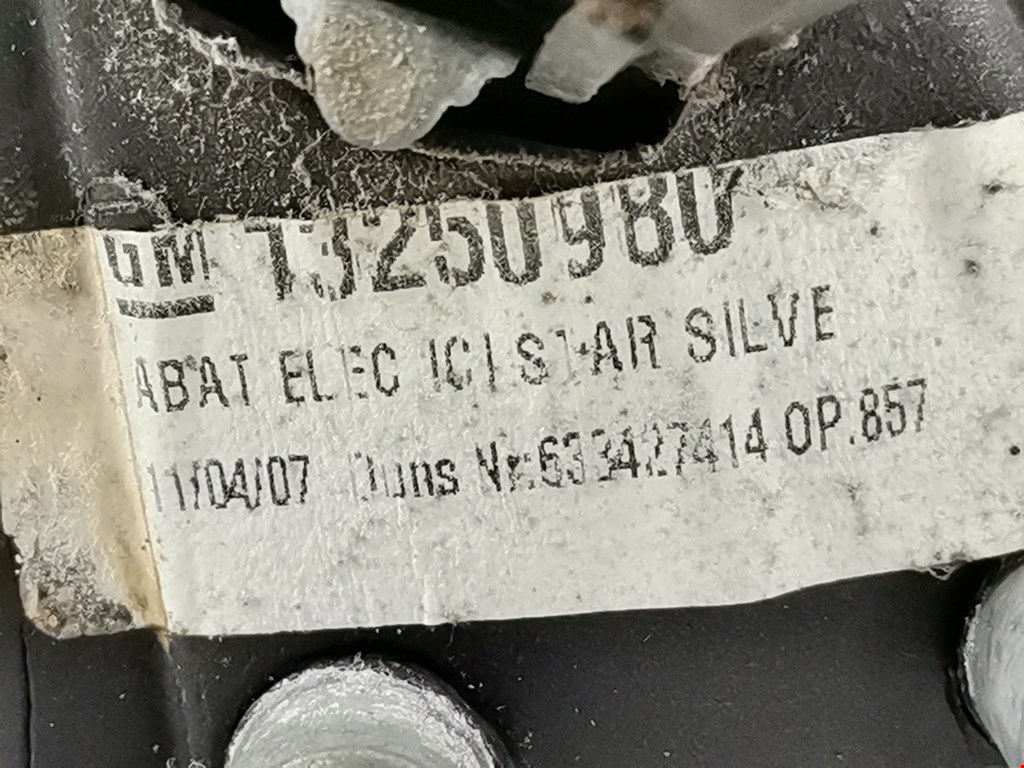 GM 13250980
ABAT ELEC ICI STAR SILVE
11/04/07 Duns Nr.:633427414 OP.857